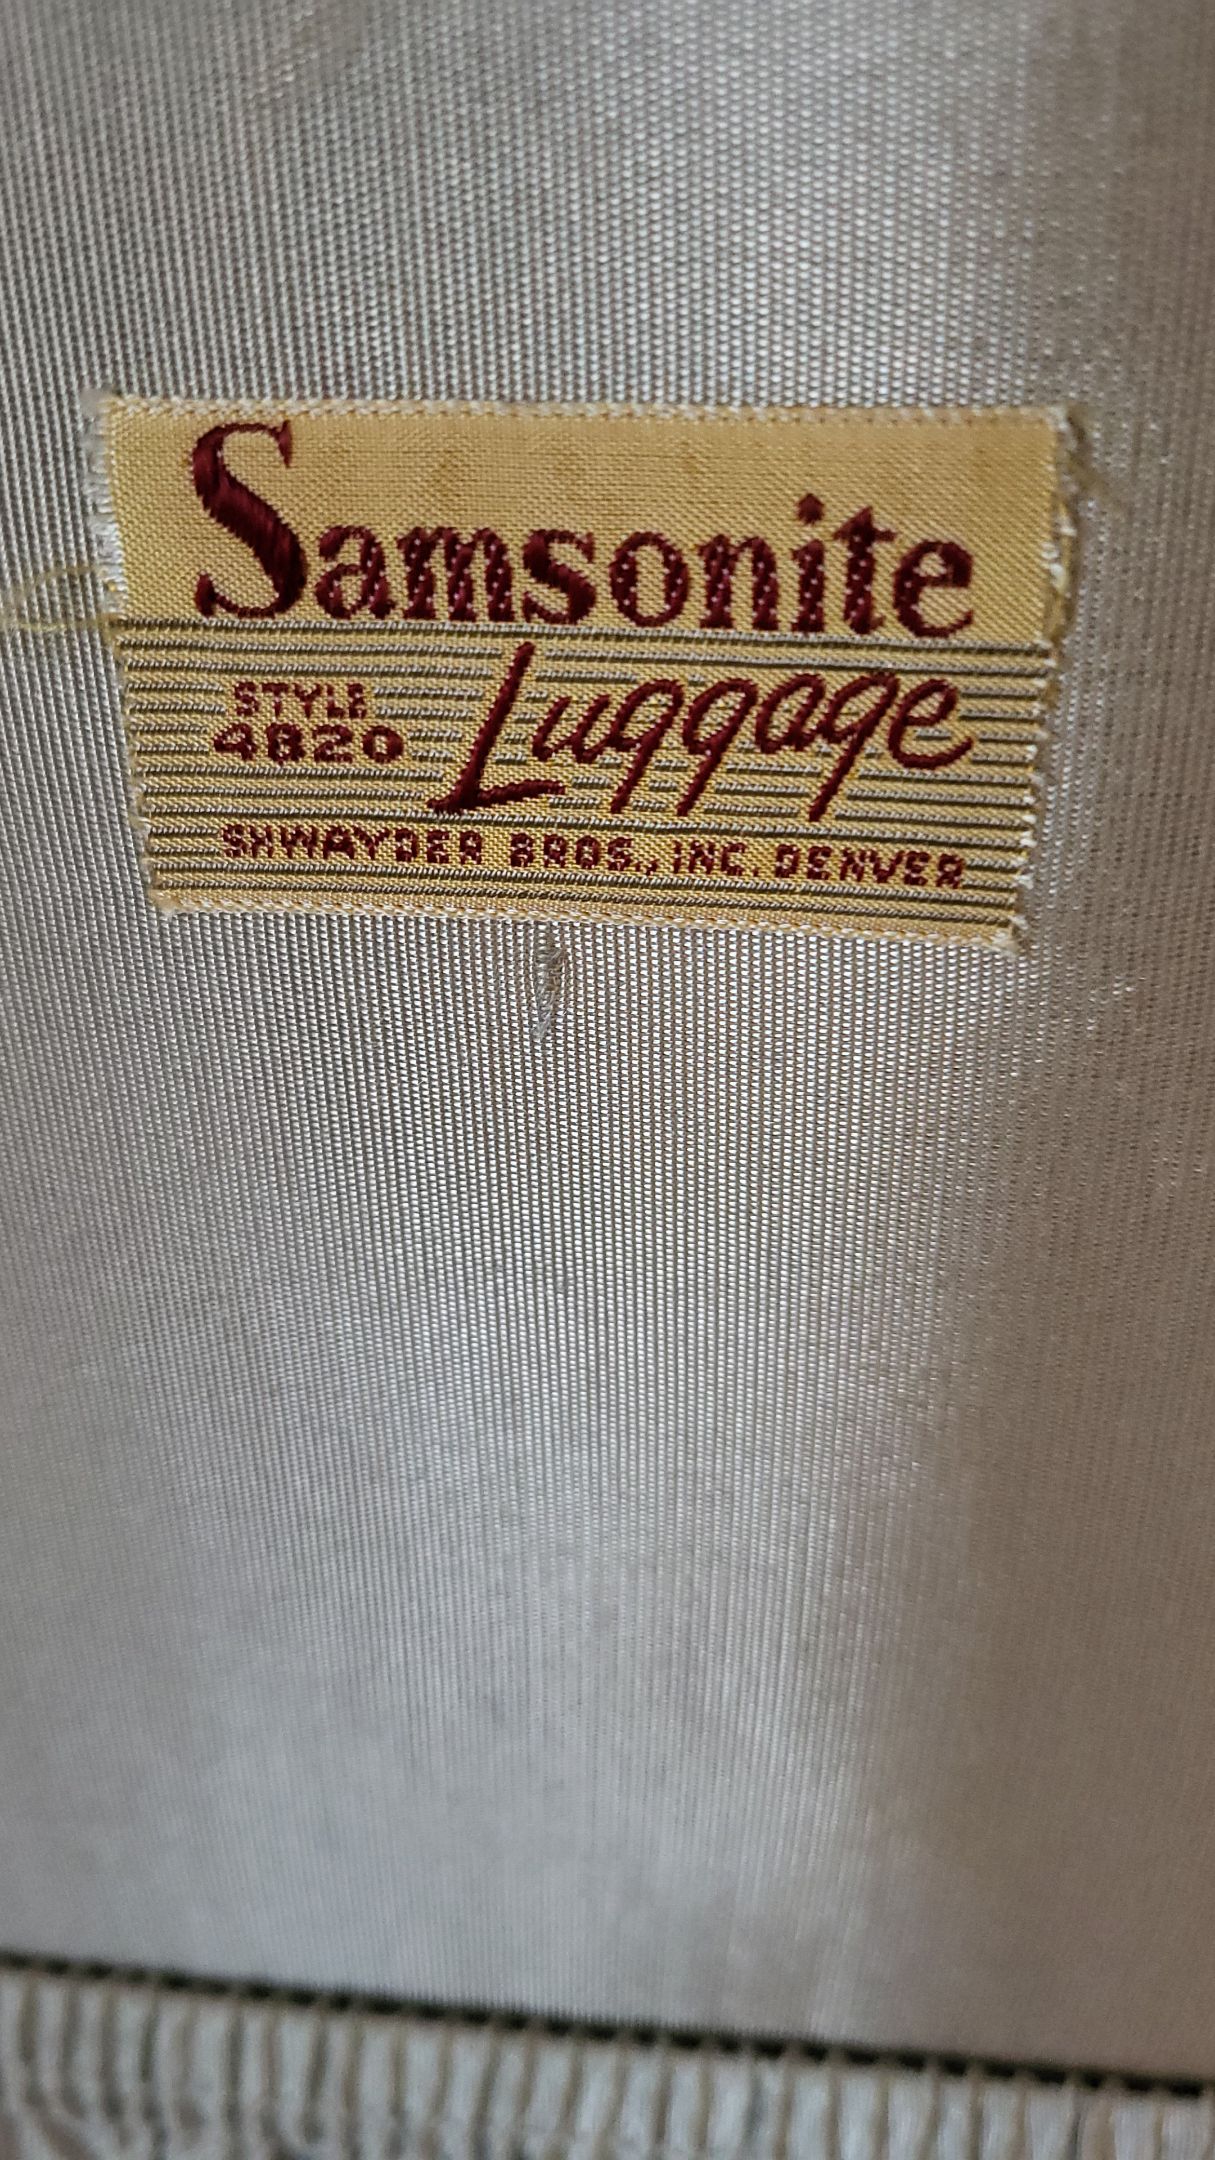 Samsonite
STYLE
4820 Luggage
SHWAYDER BROS., INC. DENVER